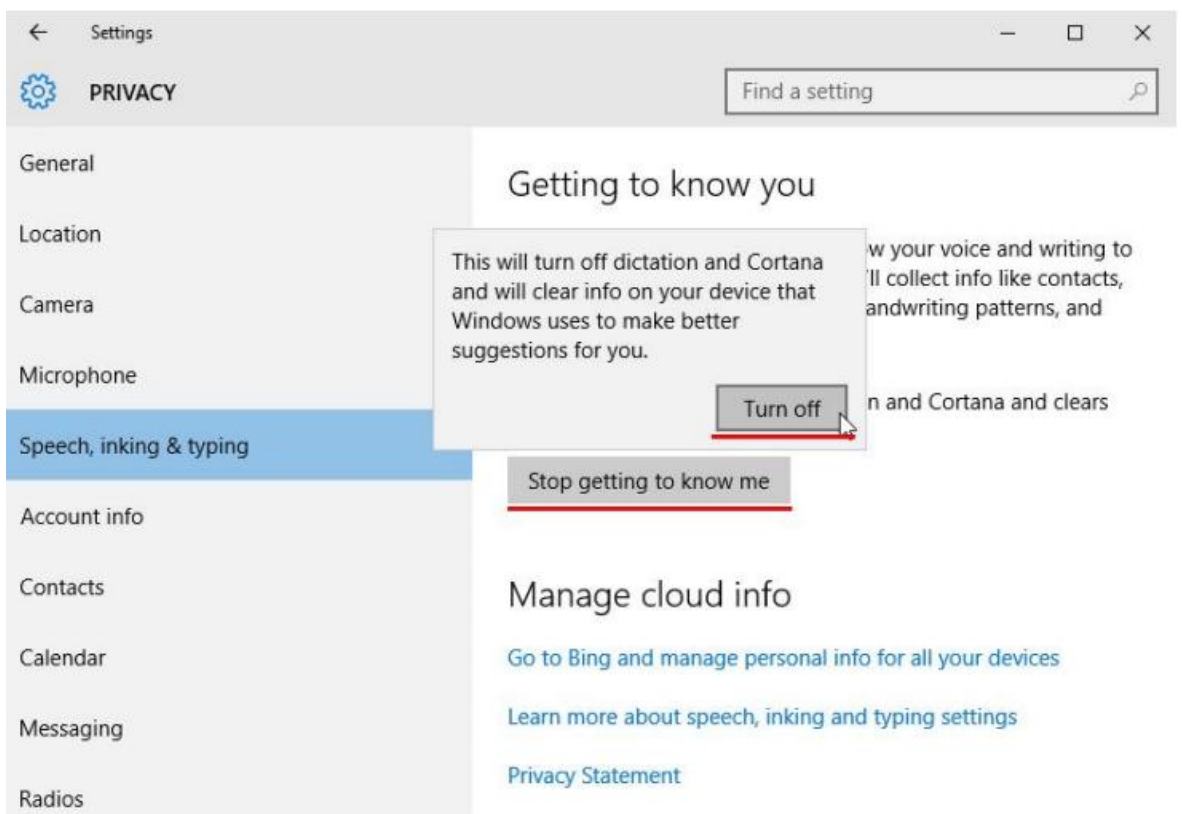 Settings
PRIVACY
Find a setting
General
Location
Camera
Microphone
Speech, inking & typing
Account info
Contacts
Calendar
Messaging
Radios
Getting to know you
your voice and writing to
collect info like contacts,
patterns, and
This will turn off dictation and Cortana
and will clear info on your device that
Windows uses to make better
suggestions for you.
Turn off
and Cortana and clears
Stop getting to know me
Manage cloud info
Go to Bing and manage personal info for all your devices
Learn more about speech, inking and typing settings
Privacy Statement